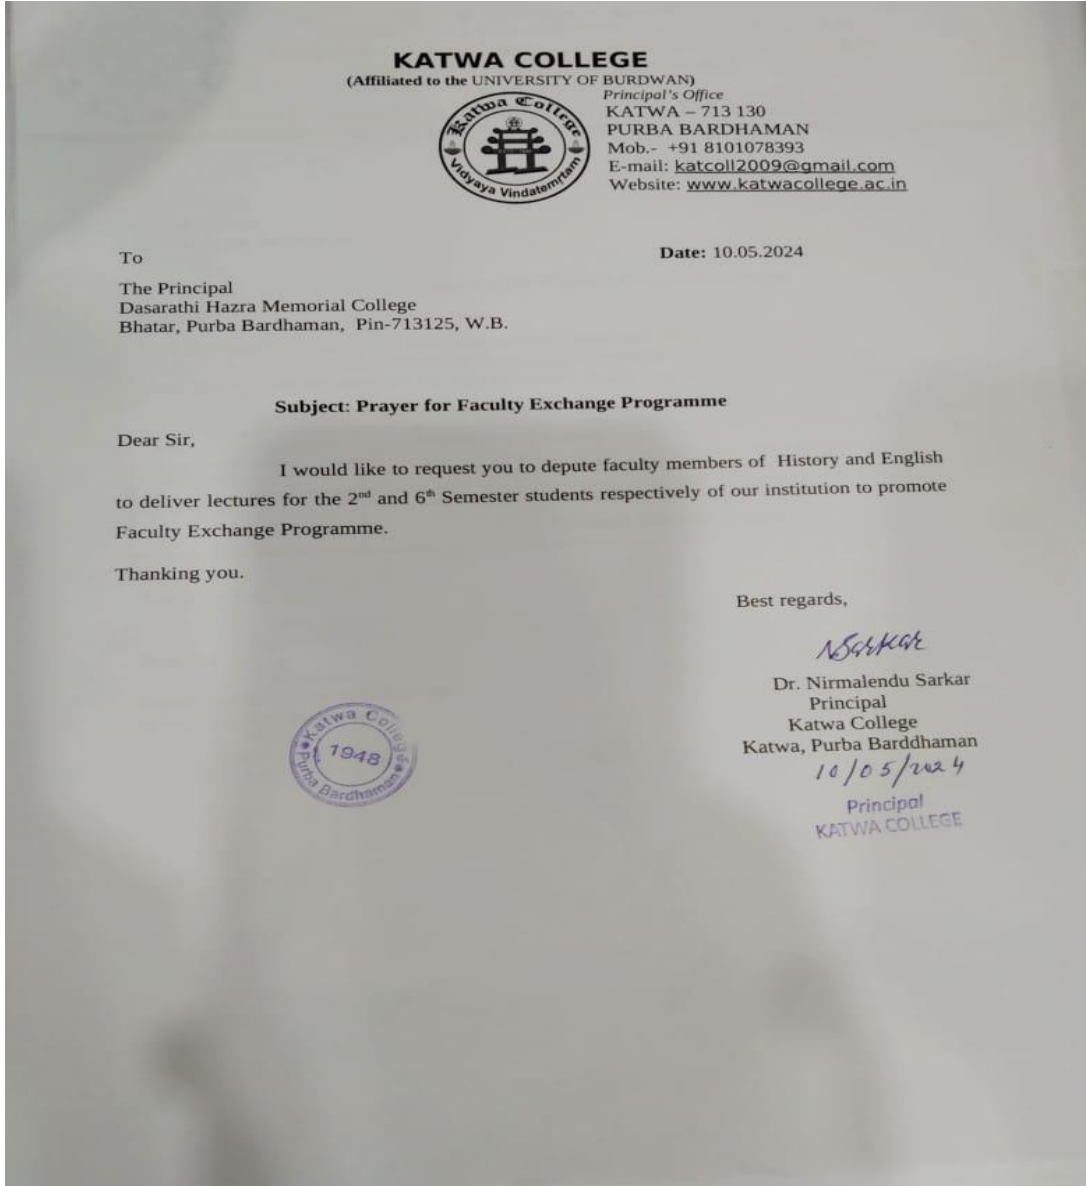 KATWA COLLEGE
(Affiliated to the UNIVERSITY OF BURDWAN)
Katwa College
Vidyaya Vindatemrtam
Principal's Office
KATWA – 713 130
PURBA BARDHAMAN
Mob.- +91 8101078393
E-mail: katcoll2009@gmail.com
Website: www.katwacollege.ac.in
To
Date: 10.05.2024
The Principal
Dasarathi Hazra Memorial College
Bhatar, Purba Bardhaman, Pin-713125, W.B.
Subject: Prayer for Faculty Exchange Programme
Dear Sir,
I would like to request you to depute faculty members of History and English
to deliver lectures for the 2nd and 6th Semester students respectively of our institution to promote
Faculty Exchange Programme.
Thanking you.
Best regards,
NSarkar
Dr. Nirmalendu Sarkar
Principal
Katwa College
Katwa, Purba Barddhaman
10/05/2024
Principal
KATWA COLLEGE
Katwa College
1948
Purba Bardhaman